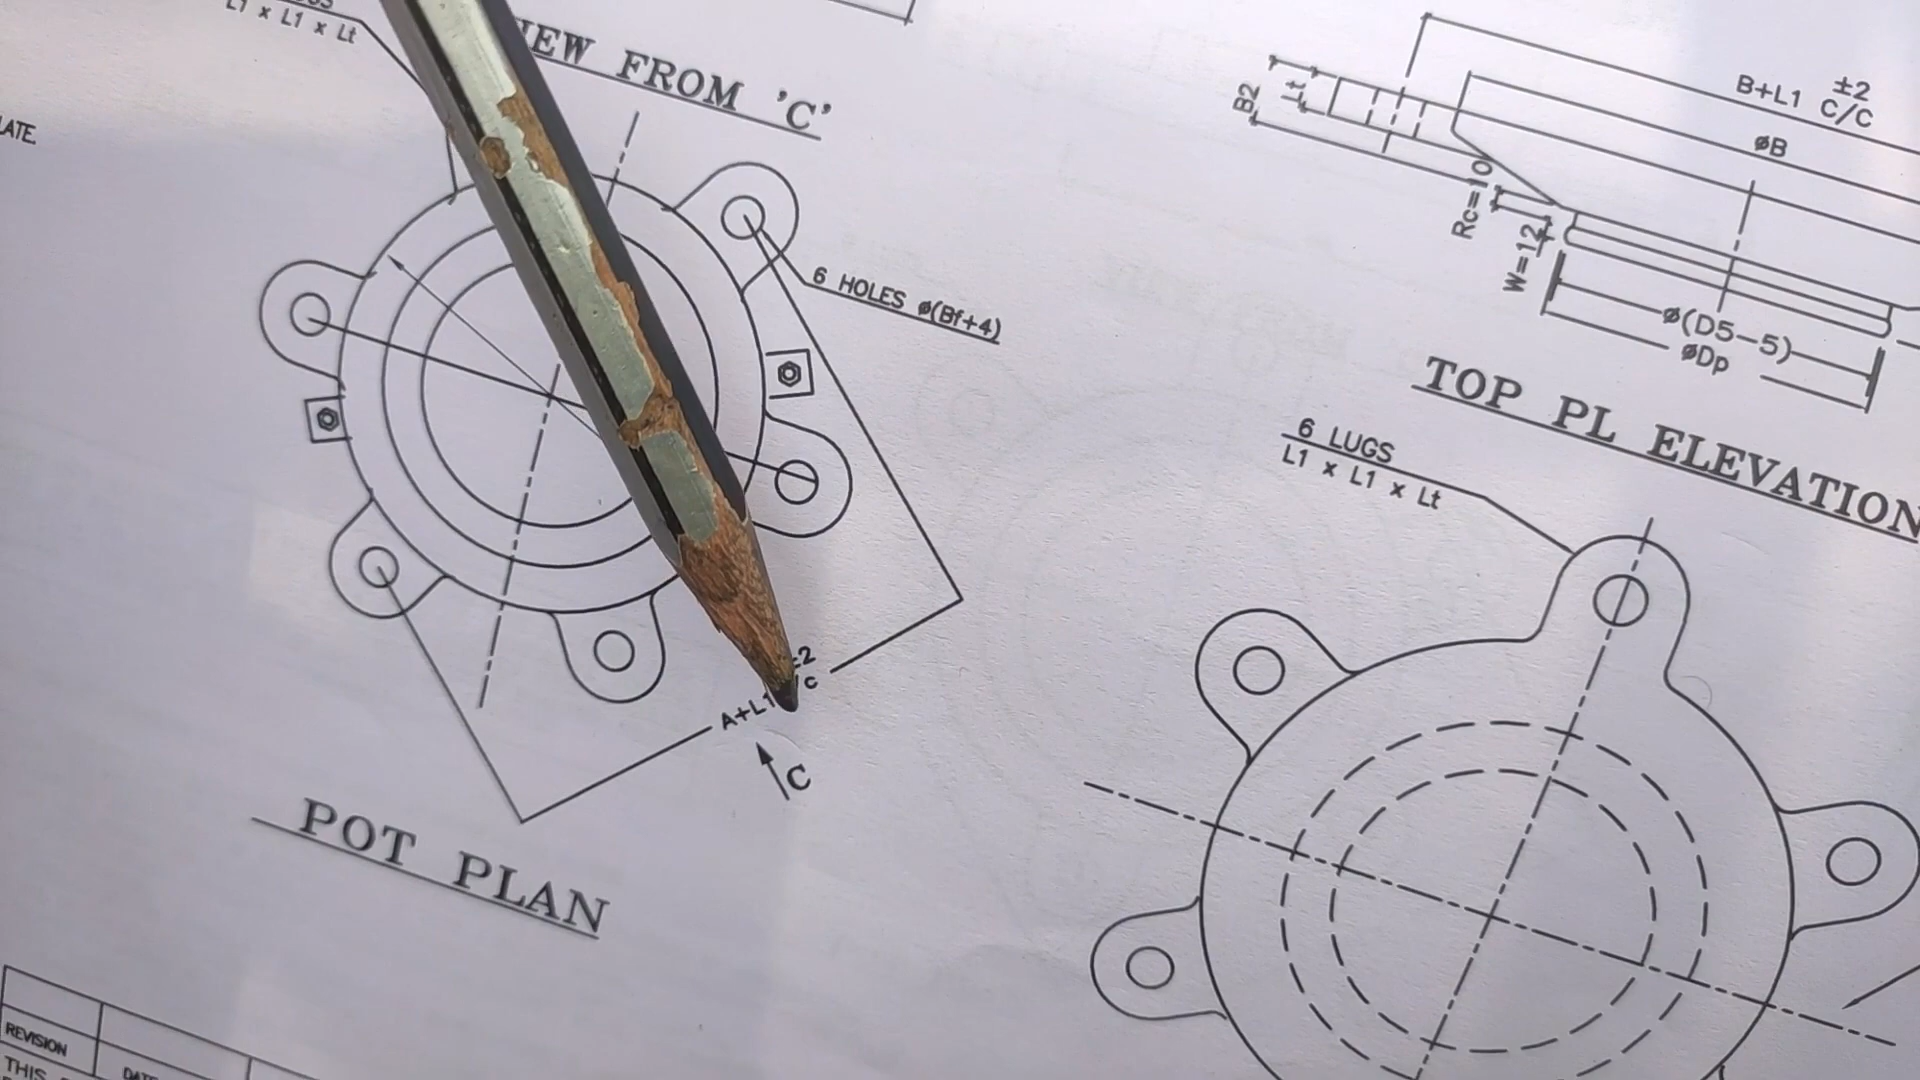 L1 x L1 x Lt
FROM 'C'
LATE.
6 HOLES ø(Bf+4)
A+L1
C
POT PLAN
REVISION
THIS
B+L1 ±2
C/C
øB
B2
Lt
Rc=10
W=12
ø(D5-5)
øDp
TOP PL ELEVATION
6 LUGS
L1 x L1 x Lt